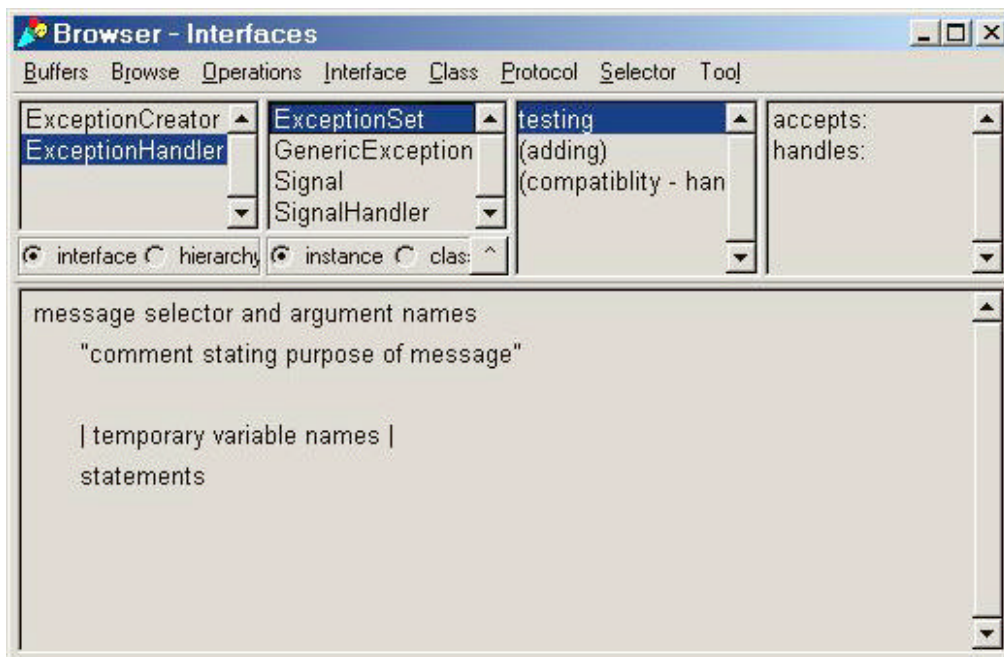 Browser - Interfaces
Buffers Browse Operations Interface Class Protocol Selector Tool
ExceptionCreator
ExceptionHandler
interface hierarchy
ExceptionSet
GenericException
Signal
SignalHandler
instance clas
testing
(adding)
(compatiblity - han
accepts:
handles:
message selector and argument names
"comment stating purpose of message"
| temporary variable names |
statements